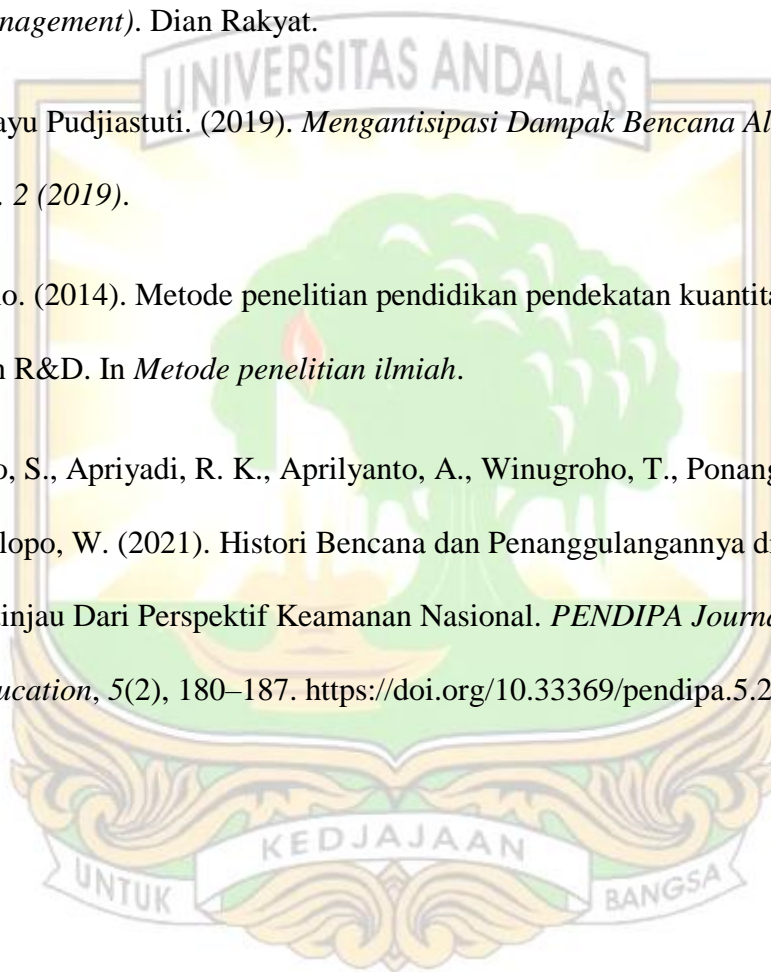 nagement). Dian Rakyat.
UNIVERSITAS ANDALAS
ayu Pudjiastuti. (2019). Mengantisipasi Dampak Bencana Al
. 2 (2019).
o. (2014). Metode penelitian pendidikan pendekatan kuantita
n R&D. In Metode penelitian ilmiah.
o, S., Apriyadi, R. K., Aprilyanto, A., Winugroho, T., Ponang
lopo, W. (2021). Histori Bencana dan Penanggulangannya di
injau Dari Perspektif Keamanan Nasional. PENDIPA Journa
ucation, 5(2), 180–187. https://doi.org/10.33369/pendipa.5.2
KEDJAJAAN
UNTUK BANGSA